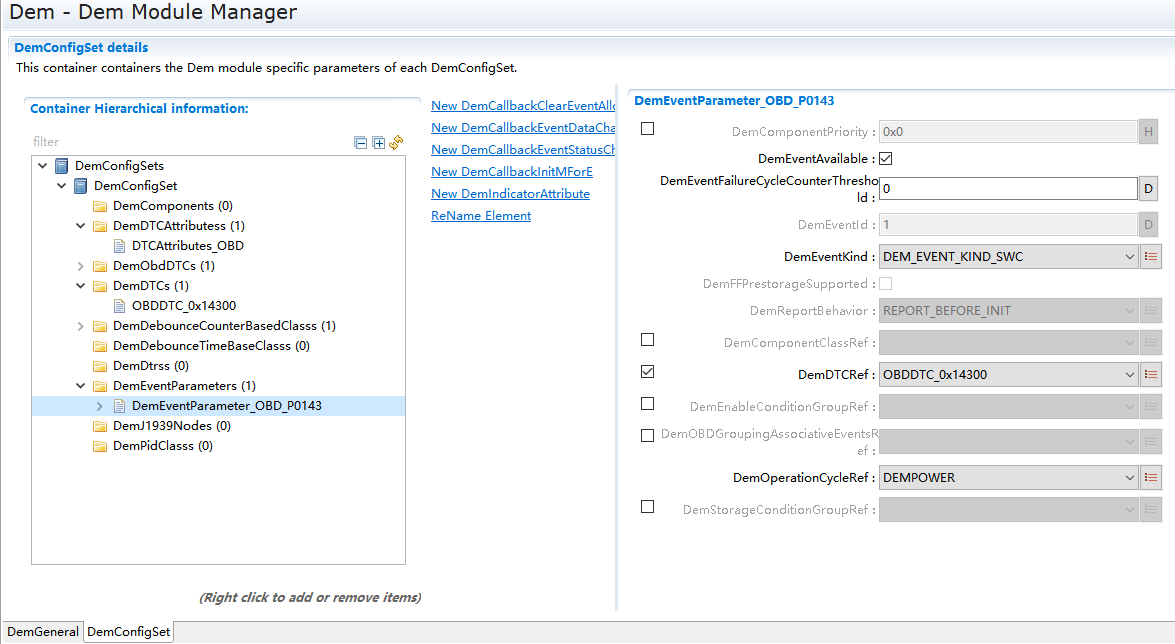 Dem - Dem Module Manager
DemConfigSet details
This container containers the Dem module specific parameters of each DemConfigSet.
Container Hierarchical information:
filter
DemConfigSets
DemConfigSet
DemComponents (0)
DemDTCAttributess (1)
DTCAttributes_OBD
DemObdDTCs (1)
DemDTCs (1)
OBDDTC_0x14300
DemDebounceCounterBasedClasss (1)
DemDebounceTimeBaseClasss (0)
DemDtrss (0)
DemEventParameters (1)
DemEventParameter_OBD_P0143
DemJ1939Nodes (0)
DemPidClasss (0)
(Right click to add or remove items)
New DemCallbackClearEventAllo
New DemCallbackEventDataCha
New DemCallbackEventStatusCh
New DemCallbackInitMForE
New DemIndicatorAttribute
ReName Element
DemEventParameter_OBD_P0143
DemComponentPriority : 0x0 H
DemEventAvailable :
DemEventFailureCycleCounterThresho
ld : 0 D
DemEventId : 1 D
DemEventKind : DEM_EVENT_KIND_SWC
DemFFPrestorageSupported :
DemReportBehavior : REPORT_BEFORE_INIT
DemComponentClassRef :
DemDTCRef : OBDDTC_0x14300
DemEnableConditionGroupRef :
DemOBDGroupingAssociativeEventsR
ef :
DemOperationCycleRef : DEMPOWER
DemStorageConditionGroupRef :
DemGeneral DemConfigSet